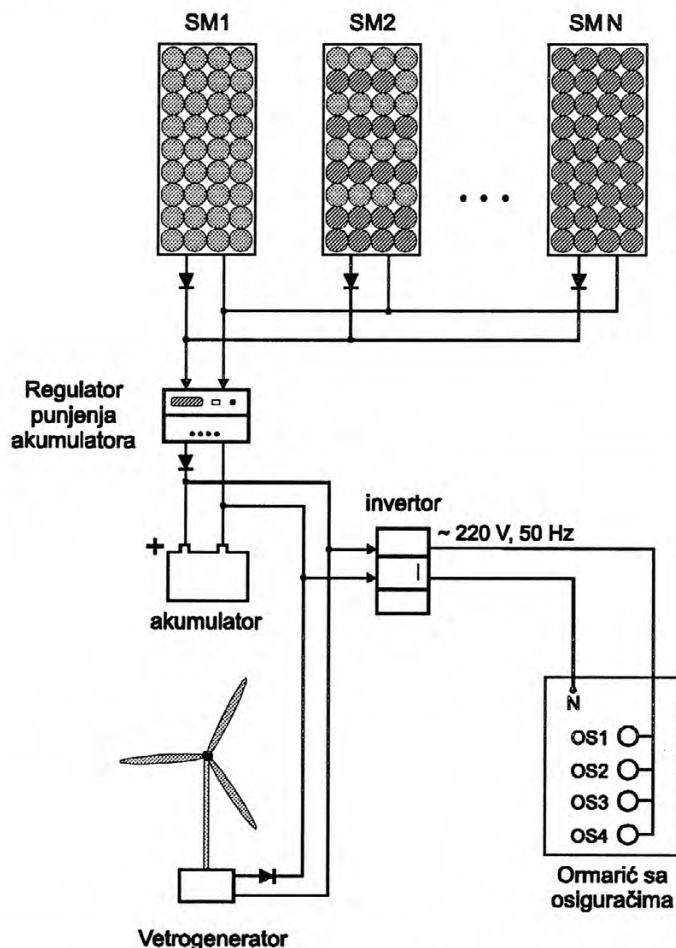 SM1
SM2
SM N
Regulator
punjenja
akumulatora
invertor
~ 220 V, 50 Hz
+
akumulator
N
OS1
OS2
OS3
OS4
Ormarić sa
osiguračima
Vetrogenerator